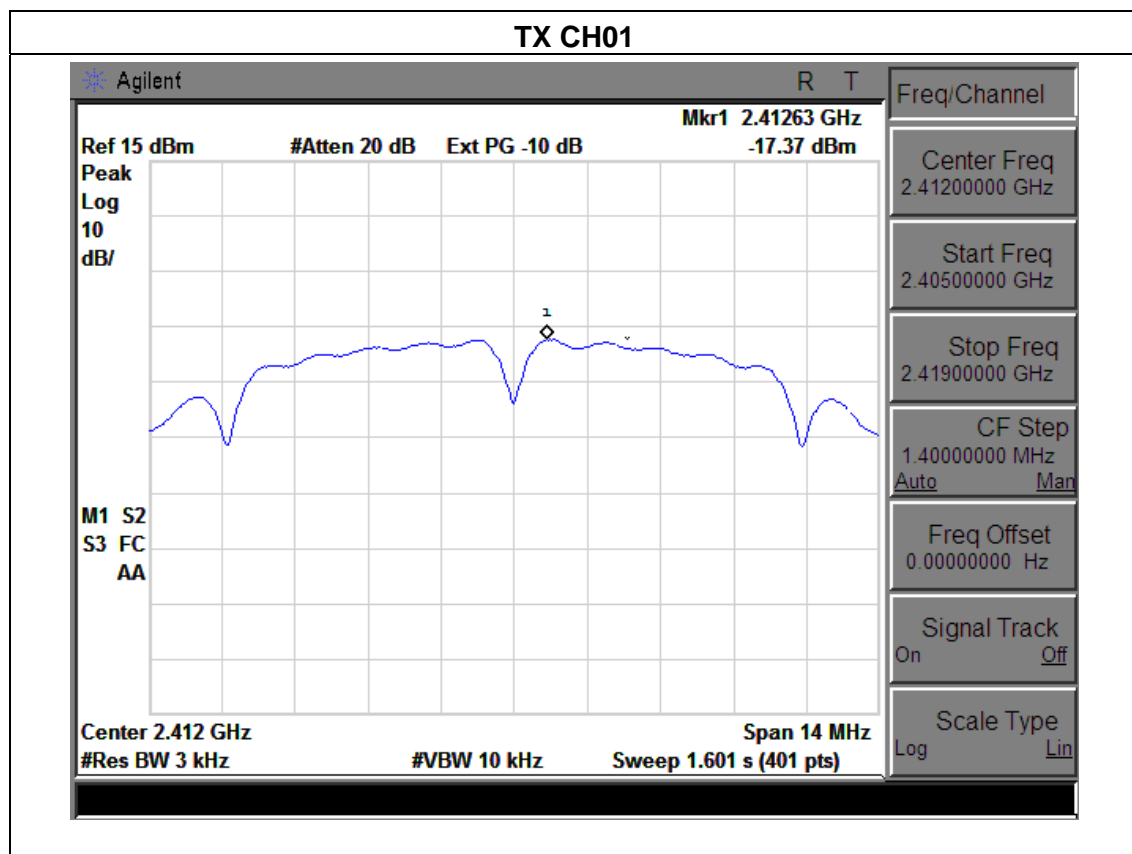 TX CH01
Agilent R T
Mkr1 2.41263 GHz
Ref 15 dBm #Atten 20 dB Ext PG -10 dB -17.37 dBm
Peak
Log
10
dB/
1
M1 S2
S3 FC
AA
Center 2.412 GHz Span 14 MHz
#Res BW 3 kHz #VBW 10 kHz Sweep 1.601 s (401 pts)
Freq/Channel
Center Freq
2.41200000 GHz
Start Freq
2.40500000 GHz
Stop Freq
2.41900000 GHz
CF Step
1.40000000 MHz
Auto Man
Freq Offset
0.00000000 Hz
Signal Track
On Off
Scale Type
Log Lin